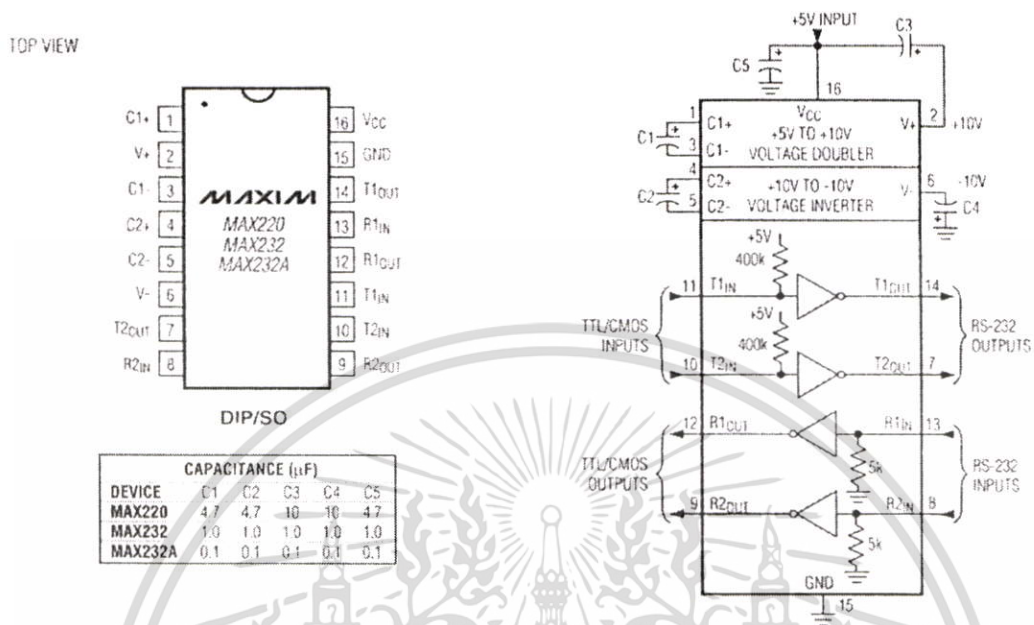 TOP VIEW
C1+ 1
V+ 2
C1- 3
C2+ 4
C2- 5
V- 6
T2OUT 7
R2IN 8
16 VCC
15 GND
14 T1OUT
13 R1IN
12 R1OUT
11 T1IN
10 T2IN
9 R2OUT
MAXIM
MAX220
MAX232
MAX232A
DIP/SO
CAPACITANCE (μF)
DEVICE C1 C2 C3 C4 C5
MAX220 4.7 4.7 10 10 4.7
MAX232 1.0 1.0 1.0 1.0 1.0
MAX232A 0.1 0.1 0.1 0.1 0.1
+5V INPUT
C3
C5
16
1
C1+
VCC
V+
2
+10V
C1
+5V TO +10V
3
C1-
VOLTAGE DOUBLER
4
C2+
+10V TO -10V
V-
6
-10V
C2
5
C2-
VOLTAGE INVERTER
C4
+5V
400k
11 T1IN
T1OUT 14
+5V
400k
TTL/CMOS
INPUTS
RS-232
OUTPUTS
10 T2IN
T2OUT 7
12 R1OUT
R1IN 13
5k
TTL/CMOS
OUTPUTS
RS-232
INPUTS
9 R2OUT
R2IN 8
5k
GND
15